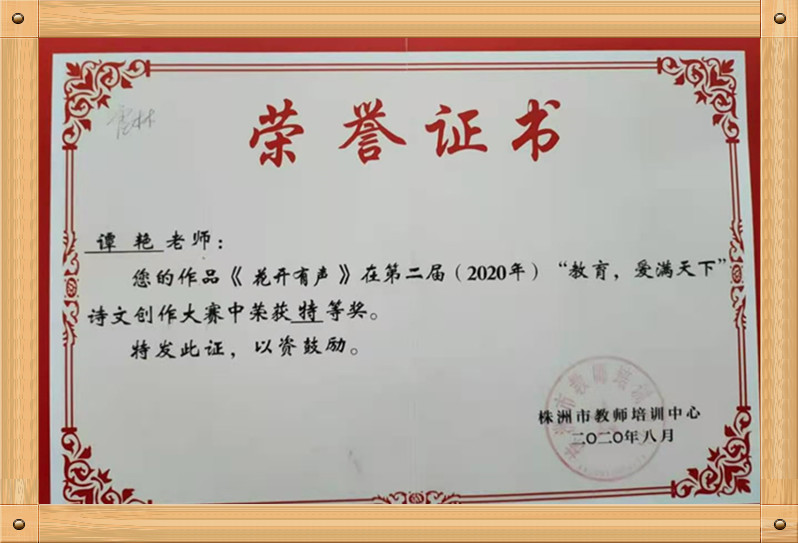 荣誉证书
谭艳老师：
您的作品《花开有声》在第二届（2020年）“教育，爱满天下”
诗文创作大赛中荣获特等奖。
特发此证，以资鼓励。
株洲市教师培训中心
二〇二〇年八月